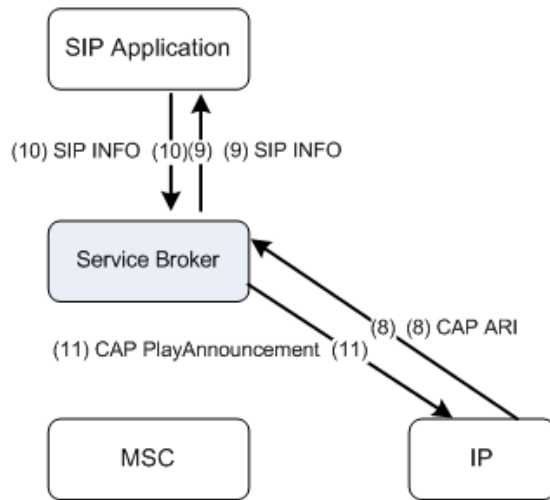 SIP Application
(10) SIP INFO (10)(9) (9) SIP INFO
Service Broker
(8) (8) CAP ARI
(11) CAP PlayAnnouncement (11)
MSC
IP